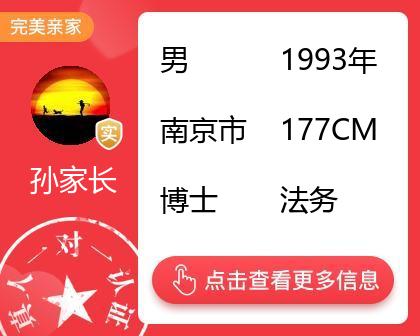 完美亲家
男 1993年
南京市 177CM
博士 法务
实
孙家长
真人一对一认证
点击查看更多信息